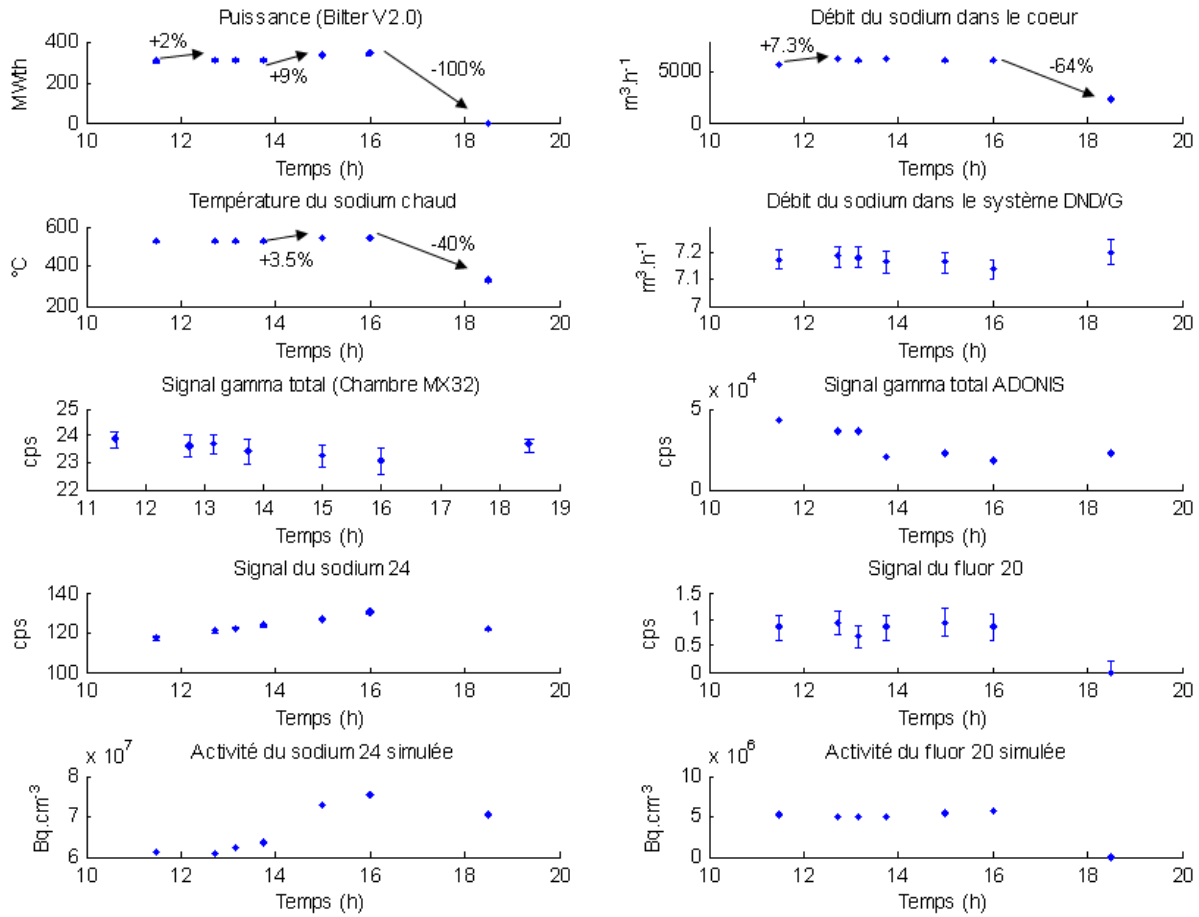 Puissance (Bilter V2.0)
400
200
0
MWth
+2%
+9%
-100%
10 12 14 16 18 20
Temps (h)
Débit du sodium dans le coeur
5000
0
m³.h⁻¹
+7.3%
-64%
10 12 14 16 18 20
Temps (h)
Température du sodium chaud
600
400
200
°C
+3.5%
-40%
10 12 14 16 18 20
Temps (h)
Débit du sodium dans le système DND/G
7.2
7.1
7
m³.h⁻¹
10 12 14 16 18 20
Temps (h)
Signal gamma total (Chambre MX32)
25
24
23
22
cps
11 12 13 14 15 16 17 18 19
Temps (h)
Signal gamma total ADONIS
x 10⁴
5
0
cps
10 12 14 16 18 20
Temps (h)
Signal du sodium 24
140
120
100
cps
10 12 14 16 18 20
Temps (h)
Signal du fluor 20
1.5
1
0.5
0
cps
10 12 14 16 18 20
Temps (h)
Activité du sodium 24 simulée
x 10⁷
8
7
6
Bq.cm⁻³
10 12 14 16 18 20
Temps (h)
Activité du fluor 20 simulée
x 10⁶
10
5
0
Bq.cm⁻³
10 12 14 16 18 20
Temps (h)